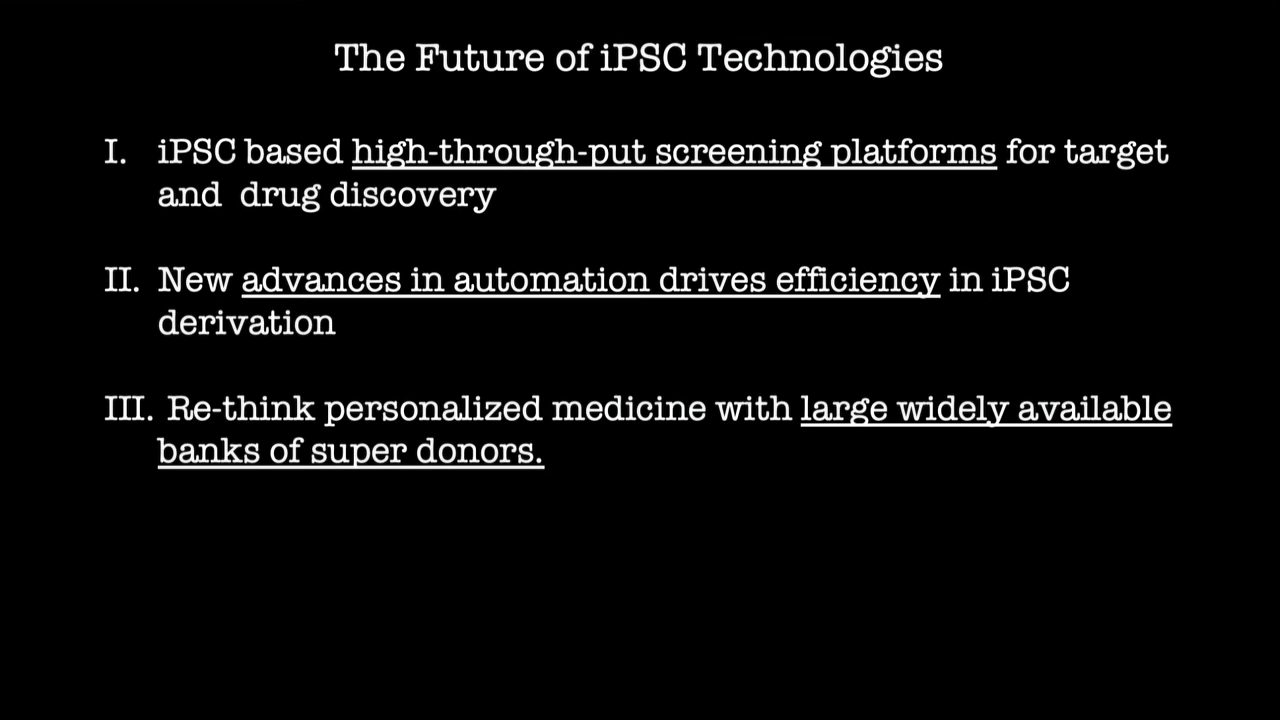 The Future of iPSC Technologies
I. iPSC based high-through-put screening platforms for target
and drug discovery
II. New advances in automation drives efficiency in iPSC
derivation
III. Re-think personalized medicine with large widely available
banks of super donors.